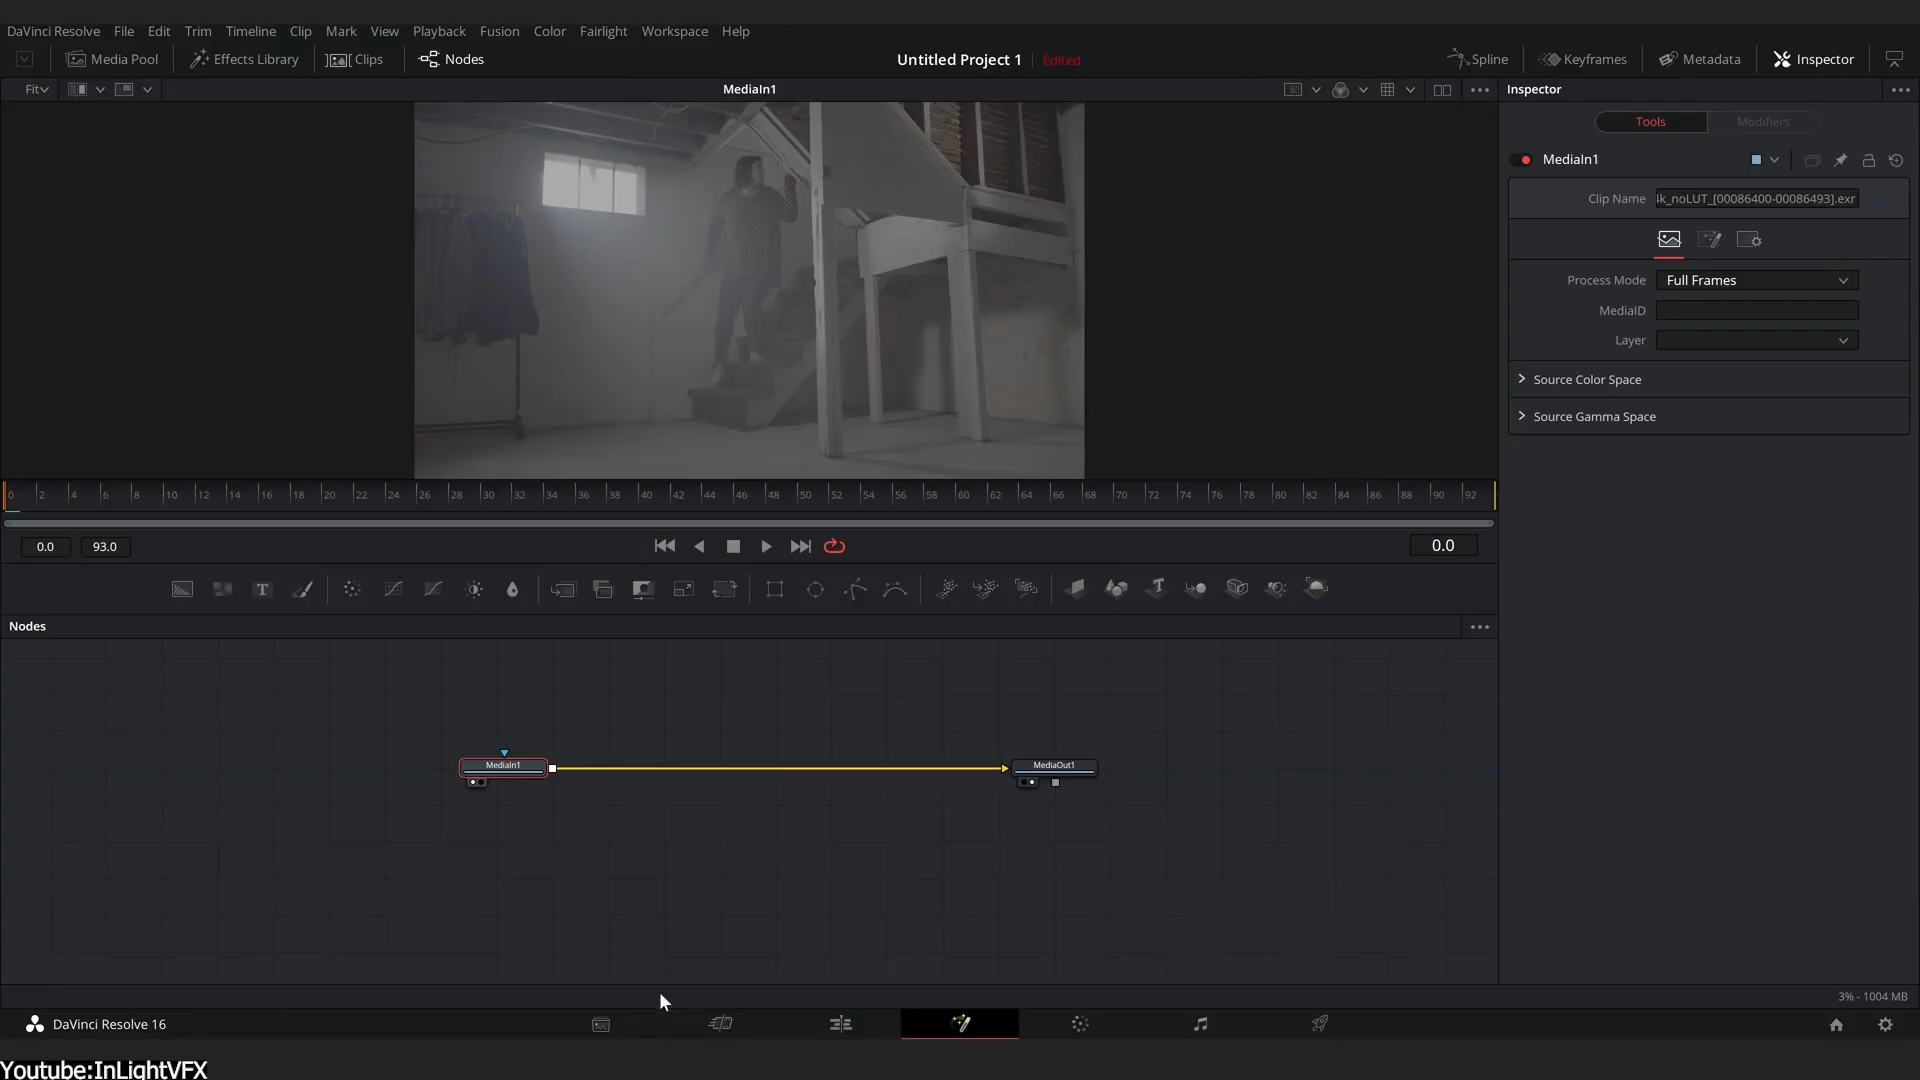 DaVinci Resolve File Edit Trim Timeline Clip Mark View Playback Fusion Color Fairlight Workspace Help
Media Pool Effects Library Clips Nodes Untitled Project 1 Edited Spline Keyframes Metadata Inspector
Fit MediaIn1 Inspector
Tools Modifiers
MediaIn1
Clip Name k_noLUT_[00086400-00086493].exr
Process Mode Full Frames
MediaID
Layer
Source Color Space
Source Gamma Space
0 2 4 6 8 10 12 14 16 18 20 22 24 26 28 30 32 34 36 38 40 42 44 46 48 50 52 54 56 58 60 62 64 66 68 70 72 74 76 78 80 82 84 86 88 90 92
0.0 93.0 0.0
T T
Nodes
MediaIn1 MediaOut1
3% - 1004 MB
DaVinci Resolve 16
Youtube:InLightVFX